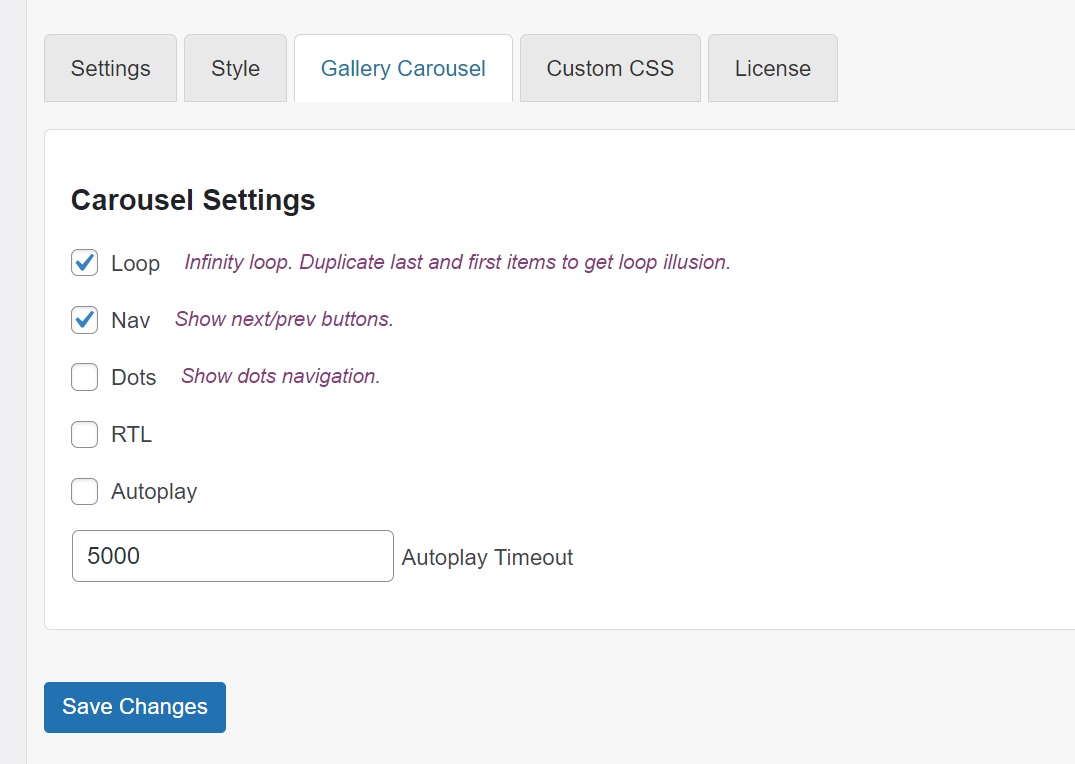 Settings Style Gallery Carousel Custom CSS License
Carousel Settings
Loop Infinity loop. Duplicate last and first items to get loop illusion.
Nav Show next/prev buttons.
Dots Show dots navigation.
RTL
Autoplay
5000 Autoplay Timeout
Save Changes